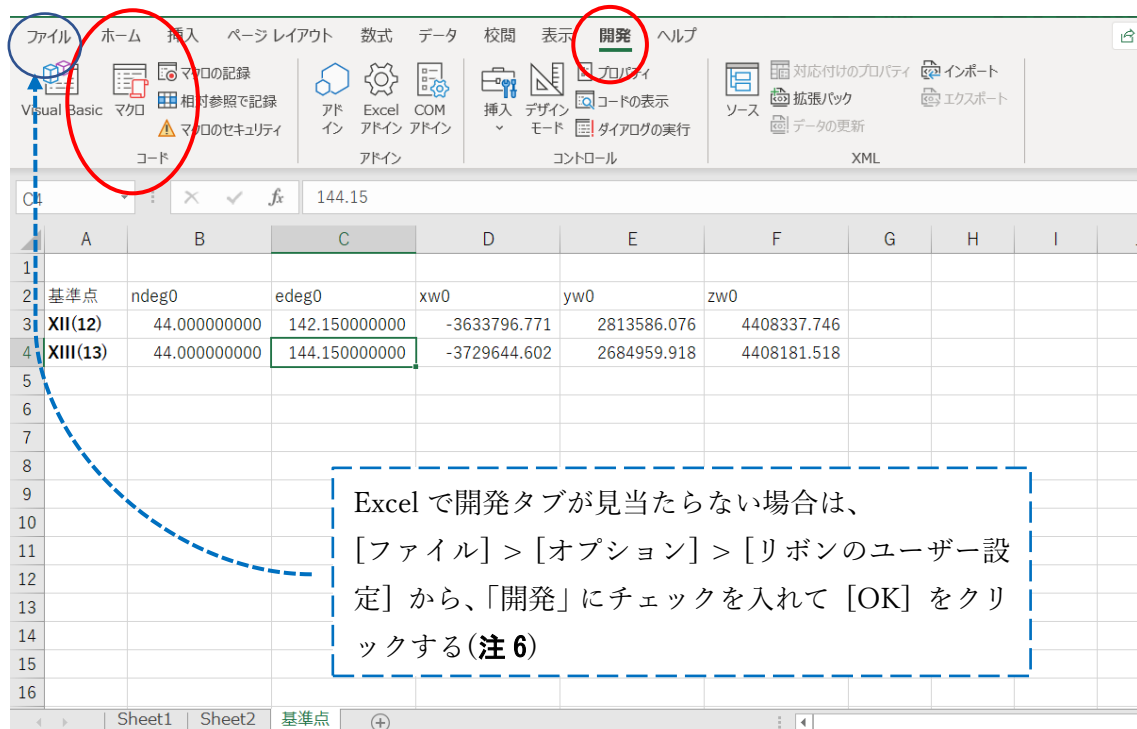 ファイル ホーム 挿入 ページ レイアウト 数式 データ 校閲 表示 開発 ヘルプ
Visual Basic マクロ マクロの記録 相対参照で記録 マクロのセキュリティ
コード
アドイン Excel アドイン COM アドイン
アドイン
挿入 デザイン モード プロパティ コードの表示 ダイアログの実行
コントロール
ソース 対応付けのプロパティ 拡張パック データの更新 インポート エクスポート
XML
C4 fx 144.15
A B C D E F G H I
1
2 基準点 ndeg0 edeg0 xw0 yw0 zw0
3 XII(12) 44.000000000 142.150000000 -3633796.771 2813586.076 4408337.746
4 XIII(13) 44.000000000 144.150000000 -3729644.602 2684959.918 4408181.518
5
6
7
8
9
10
11
12
13
14
15
16
Excel で開発タブが見当たらない場合は、
[ファイル] > [オプション] > [リボンのユーザー設
定] から、「開発」にチェックを入れて [OK] をクリ
ックする(注 6)
Sheet1 Sheet2 基準点